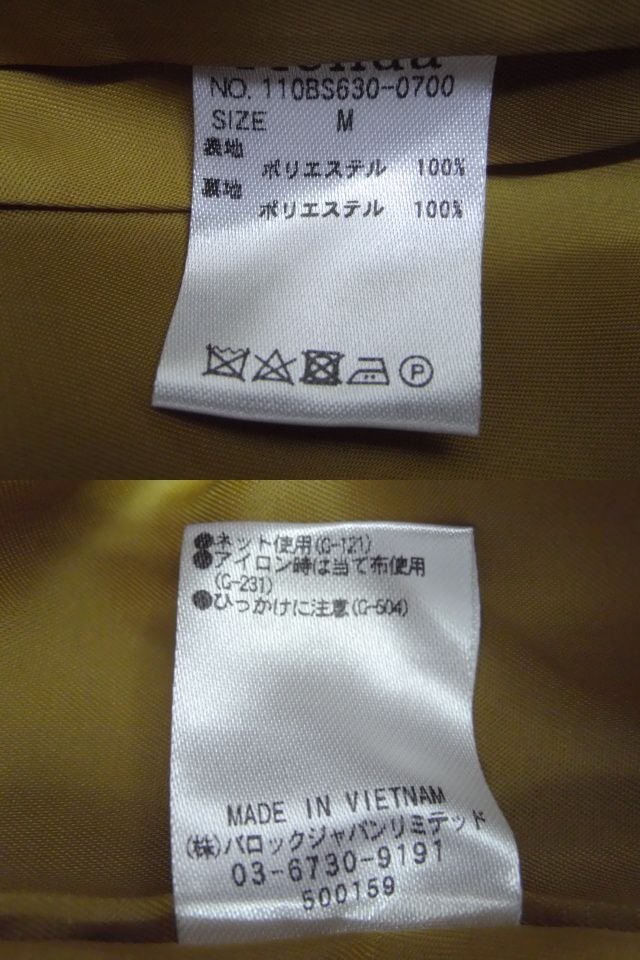 NO. 110BS630-0700
SIZE M
表地
ポリエステル 100%
裏地
ポリエステル 100%
P
●ネット使用(G-121)
●アイロン時は当て布使用
(G-231)
●ひっかけに注意(G-504)
MADE IN VIETNAM
(株)バロックジャパンリミテッド
03-6730-9191
500159